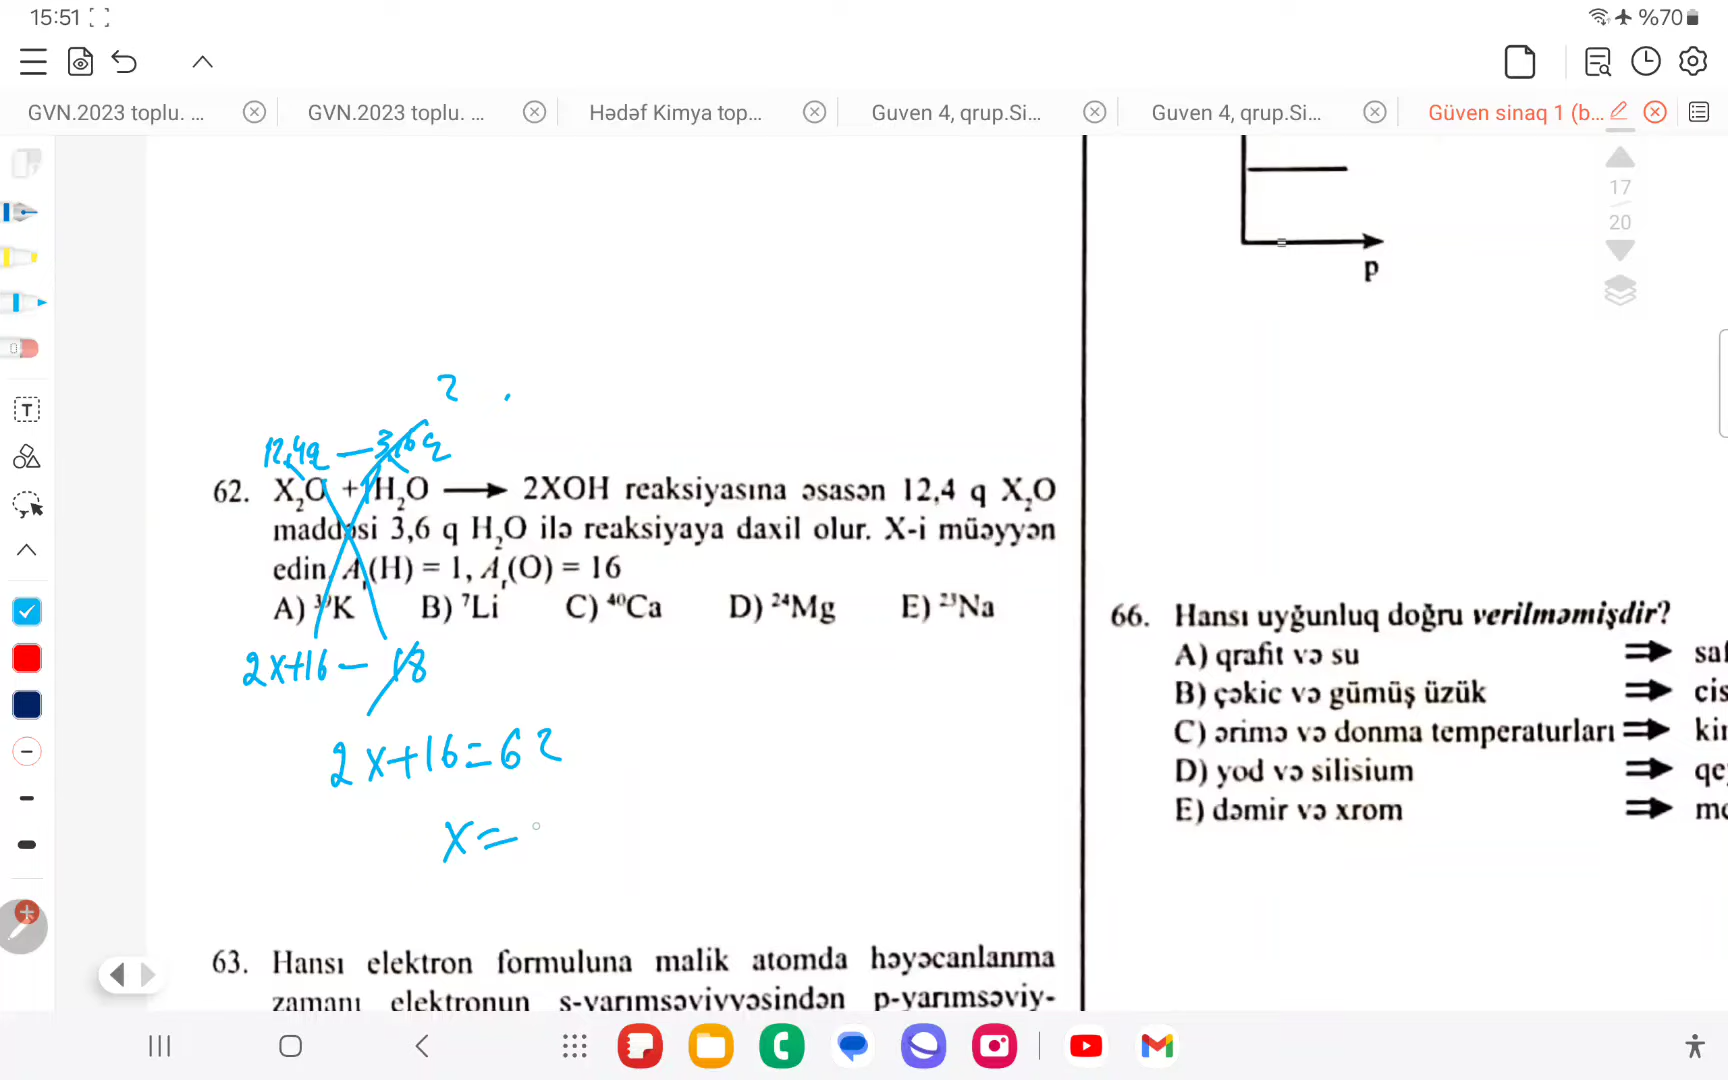 15:51
%70
GVN.2023 toplu. ...
GVN.2023 toplu. ...
Hədəf Kimya top...
Guven 4, qrup.Si...
Guven 4, qrup.Si...
Güven sinaq 1 (b...
17
20
p
2 .
12,4q — 3,6q
62. X₂O + H₂O ⟶ 2XOH reaksiyasına əsasən 12,4 q X₂O
maddəsi 3,6 q H₂O ilə reaksiyaya daxil olur. X-i müəyyən
edin. Aᵣ(H) = 1, Aᵣ(O) = 16
A) ³⁹K B) ⁷Li C) ⁴⁰Ca D) ²⁴Mg E) ²³Na
2x+16 — 18
2x+16=62
x=
63. Hansı elektron formuluna malik atomda həyəcanlanma
zamanı elektronun s-yarımsəviyyəsindən p-yarımsəviy-
66. Hansı uyğunluq doğru verilməmişdir?
A) qrafit və su ⇒ saf
B) çəkic və gümüş üzük ⇒ cis
C) ərimə və donma temperaturları ⇒ kim
D) yod və silisium ⇒ qey
E) dəmir və xrom ⇒ me